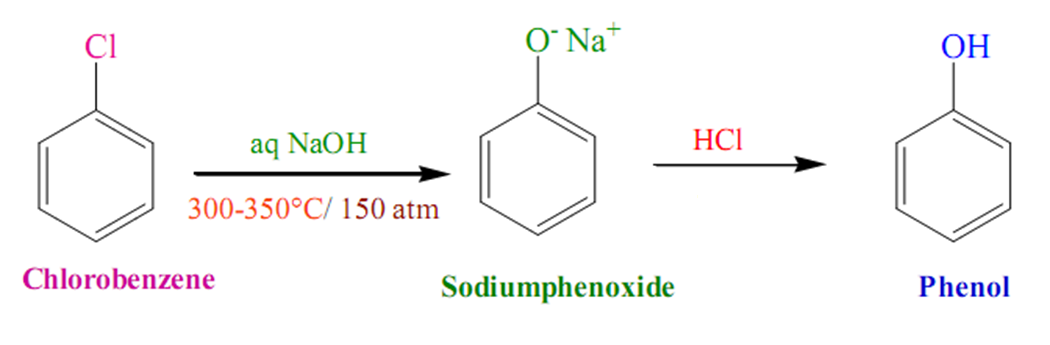 Cl
aq NaOH
300-350°C/ 150 atm
Chlorobenzene
O⁻ Na⁺
Sodiumphenoxide
HCl
OH
Phenol